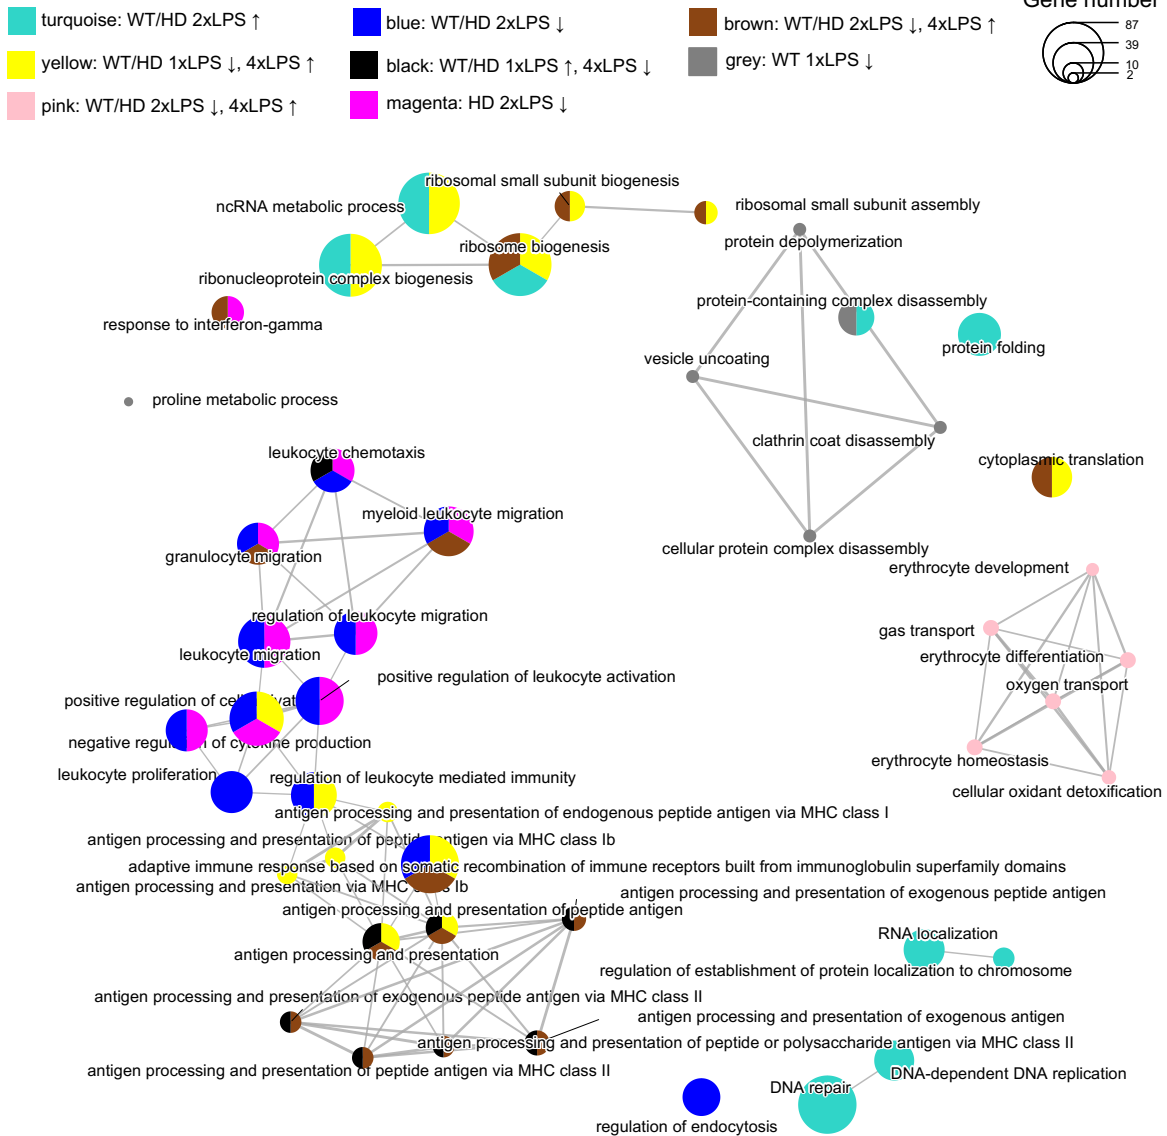 Gene number
turquoise: WT/HD 2xLPS ↑
blue: WT/HD 2xLPS ↓
brown: WT/HD 2xLPS ↓, 4xLPS ↑
87
39
10
2
yellow: WT/HD 1xLPS ↓, 4xLPS ↑
black: WT/HD 1xLPS ↑, 4xLPS ↓
grey: WT 1xLPS ↓
pink: WT/HD 2xLPS ↓, 4xLPS ↑
magenta: HD 2xLPS ↓
ribosomal small subunit biogenesis
ncRNA metabolic process
ribosomal small subunit assembly
ribosome biogenesis
protein depolymerization
ribonucleoprotein complex biogenesis
protein-containing complex disassembly
response to interferon-gamma
protein folding
vesicle uncoating
proline metabolic process
clathrin coat disassembly
leukocyte chemotaxis
cytoplasmic translation
myeloid leukocyte migration
granulocyte migration
cellular protein complex disassembly
erythrocyte development
regulation of leukocyte migration
gas transport
leukocyte migration
erythrocyte differentiation
positive regulation of leukocyte activation
oxygen transport
positive regulation of cell
negative regulation of cytokine production
erythrocyte homeostasis
leukocyte proliferation
regulation of leukocyte mediated immunity
cellular oxidant detoxification
antigen processing and presentation of endogenous peptide antigen via MHC class I
antigen processing and presentation of peptide antigen via MHC class Ib
adaptive immune response based on somatic recombination of immune receptors built from immunoglobulin superfamily domains
antigen processing and presentation via MHC class Ib
antigen processing and presentation of exogenous peptide antigen
antigen processing and presentation of peptide antigen
RNA localization
antigen processing and presentation
regulation of establishment of protein localization to chromosome
antigen processing and presentation of exogenous peptide antigen via MHC class II
antigen processing and presentation of exogenous antigen
antigen processing and presentation of peptide or polysaccharide antigen via MHC class II
antigen processing and presentation of peptide antigen via MHC class II
DNA-dependent DNA replication
DNA repair
regulation of endocytosis